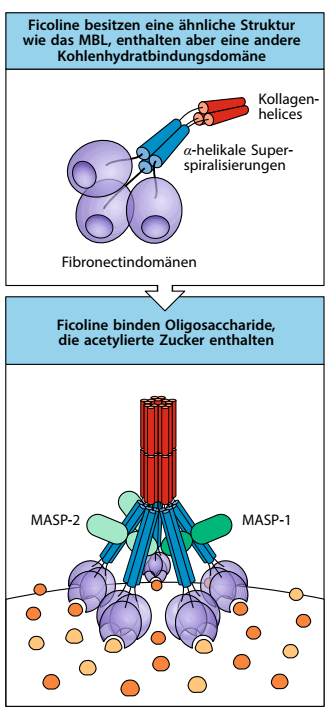 Ficoline besitzen eine ähnliche Struktur
wie das MBL, enthalten aber eine andere
Kohlenhydratbindungsdomäne
Kollagen-
helices
α-helikale Super-
spiralisierungen
Fibronectindomänen
Ficoline binden Oligosaccharide,
die acetylierte Zucker enthalten
MASP-2
MASP-1